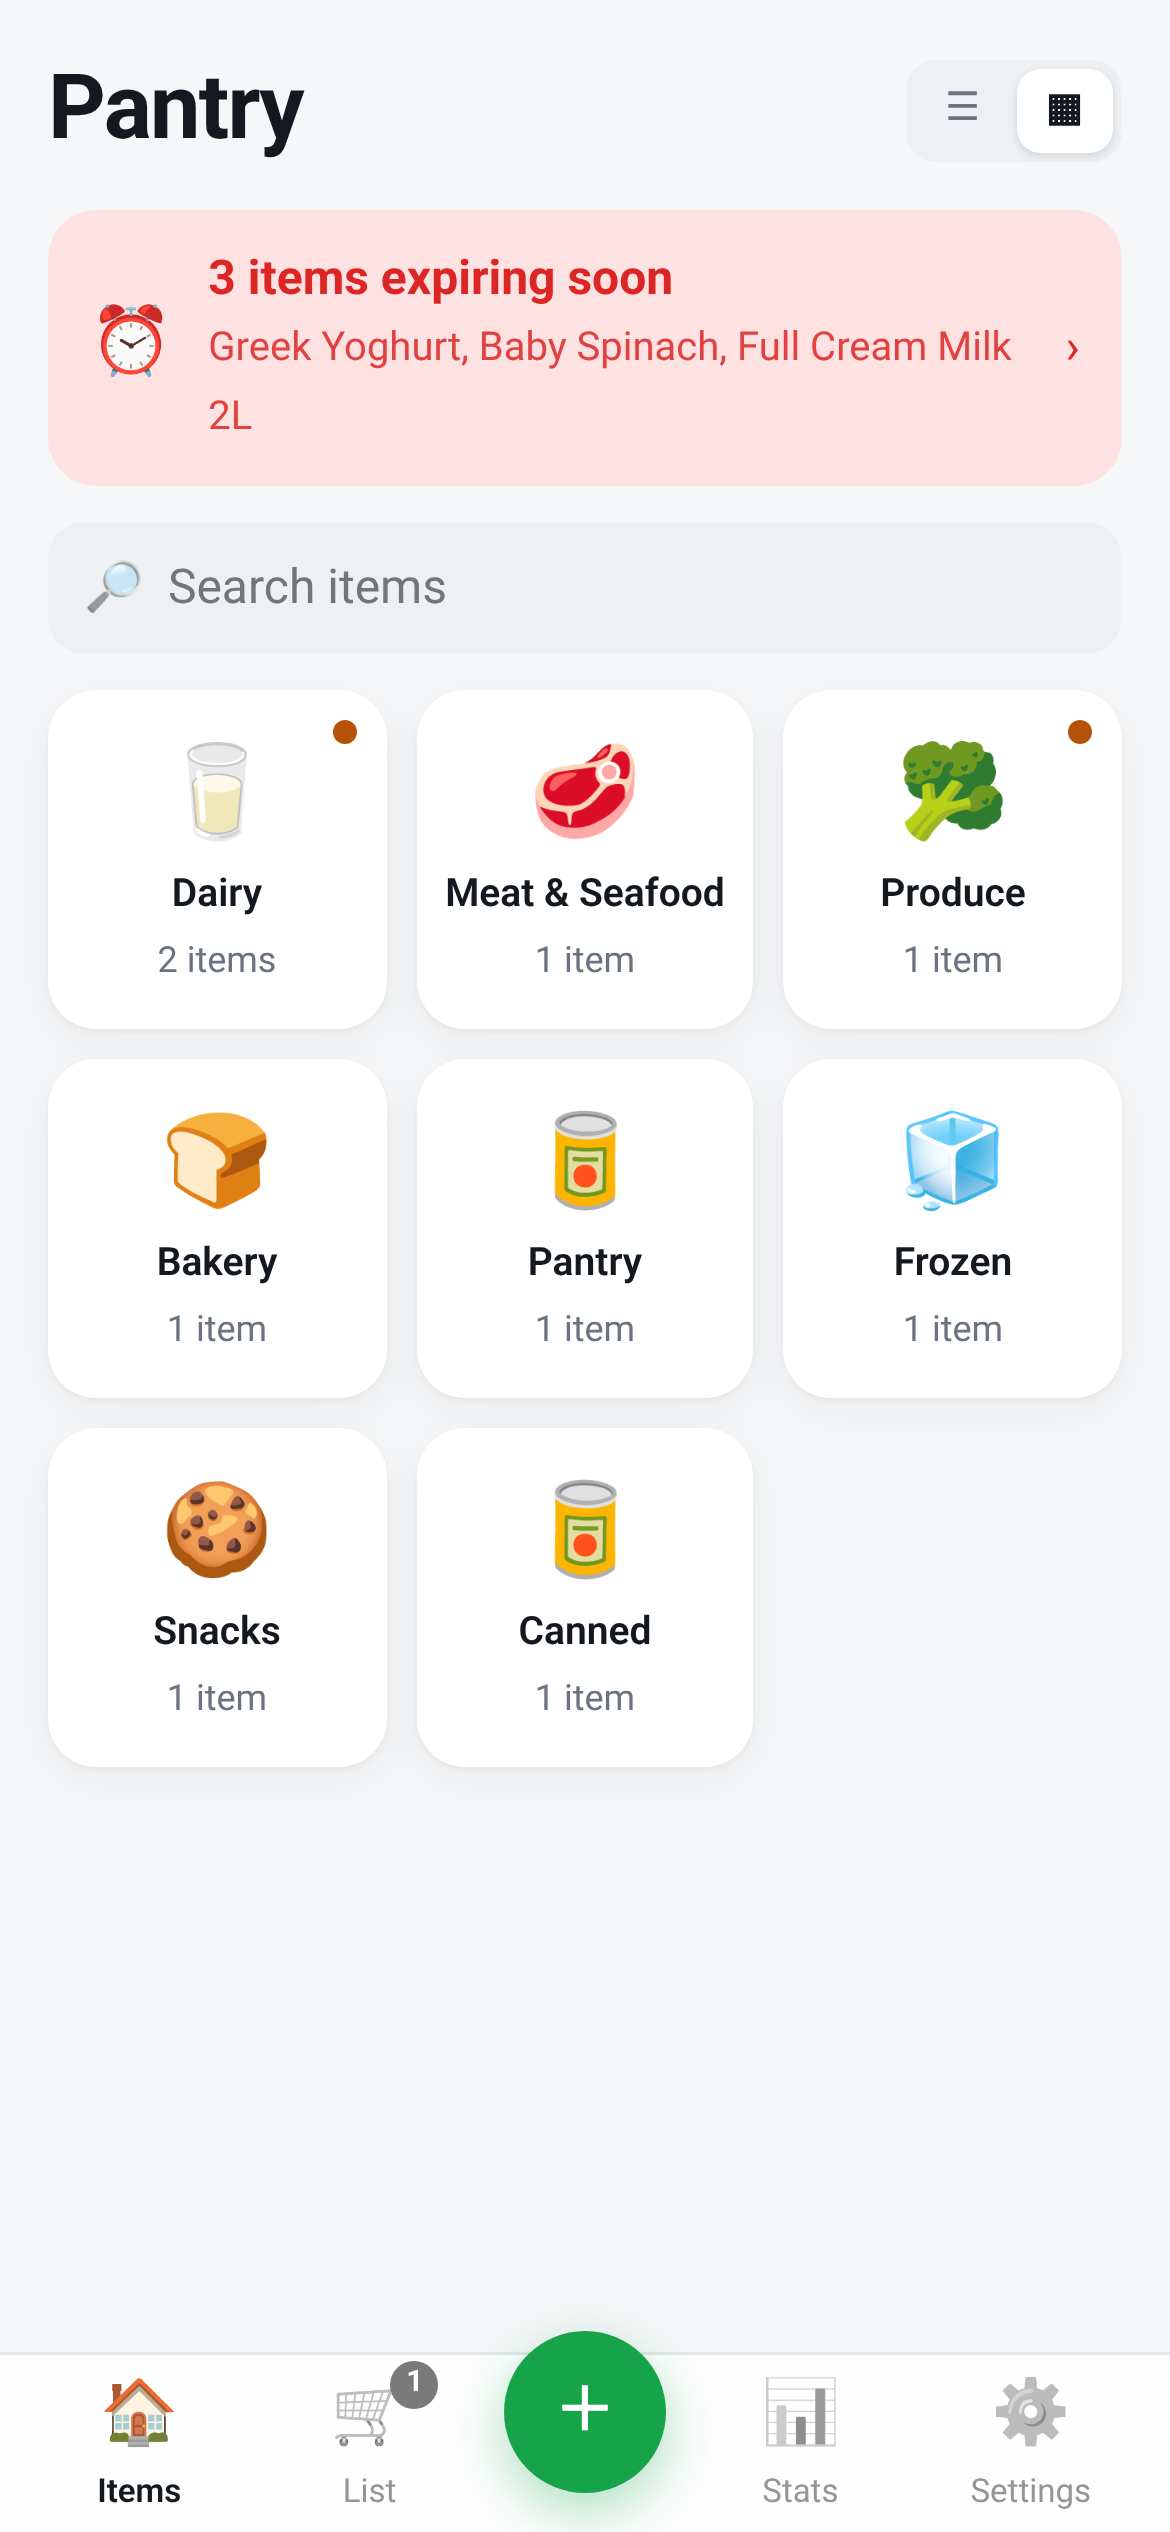 Pantry
3 items expiring soon
Greek Yoghurt, Baby Spinach, Full Cream Milk
2L
Search items
Dairy
2 items
Meat & Seafood
1 item
Produce
1 item
Bakery
1 item
Pantry
1 item
Frozen
1 item
Snacks
1 item
Canned
1 item
Items
1
List
+
Stats
Settings